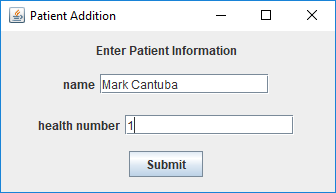 Patient Addition
Enter Patient Information
name Mark Cantuba
health number 1
Submit